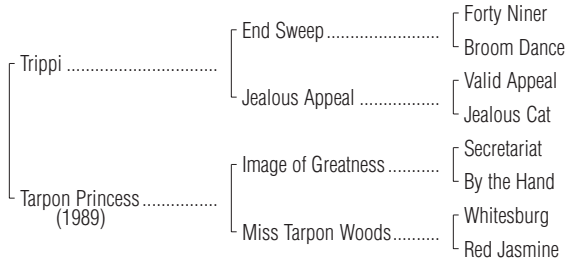 Forty Niner
End Sweep........................
Broom Dance
Trippi ................................
Valid Appeal
Jealous Appeal .................
Jealous Cat
Secretariat
Image of Greatness...........
By the Hand
Tarpon Princess................
(1989)
Whitesburg
Miss Tarpon Woods..........
Red Jasmine